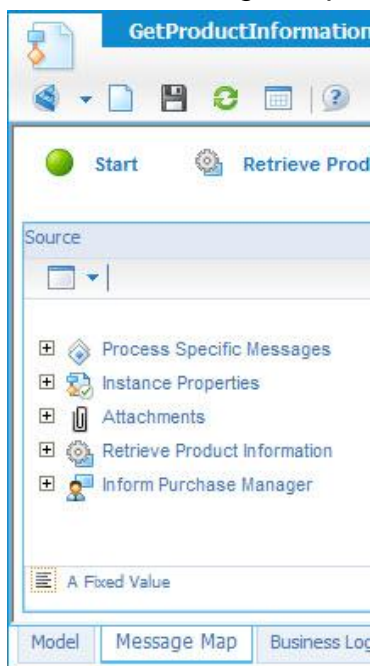 GetProductInformation
Start Retrieve Prod
Source
Process Specific Messages
Instance Properties
Attachments
Retrieve Product Information
Inform Purchase Manager
A Fixed Value
Model Message Map Business Log